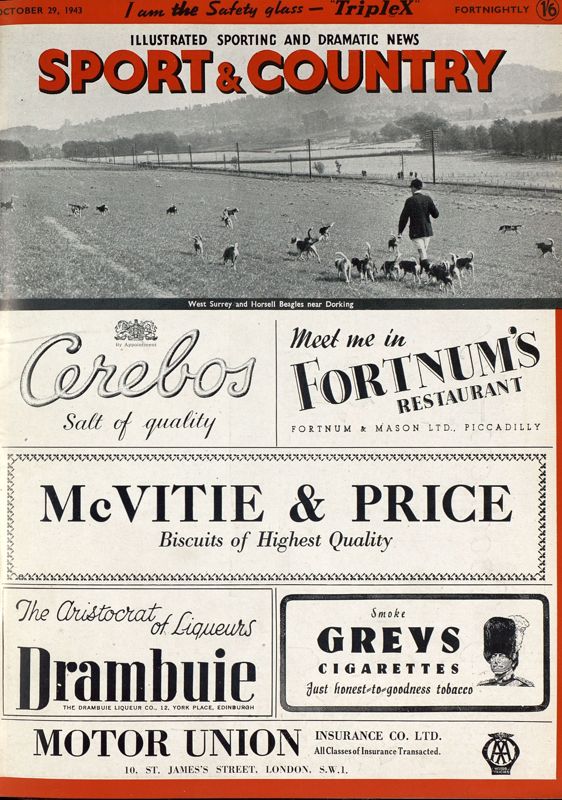 OCTOBER 29, 1943
I am the Safety glass — "TripleX"
FORTNIGHTLY 1/6
ILLUSTRATED SPORTING AND DRAMATIC NEWS
SPORT & COUNTRY
West Surrey and Horsell Beagles near Dorking
By Appointment
Cerebos
Salt of quality
Meet me in
FORTNUM'S
RESTAURANT
FORTNUM & MASON LTD., PICCADILLY
McVITIE & PRICE
Biscuits of Highest Quality
The Aristocrat
of Liqueurs
Drambuie
THE DRAMBUIE LIQUEUR CO., 12, YORK PLACE, EDINBURGH
Smoke
GREYS
CIGARETTES
Just honest-to-goodness tobacco
MOTOR UNION
INSURANCE CO. LTD.
All Classes of Insurance Transacted.
10, ST. JAMES'S STREET, LONDON, S.W.1.
AA